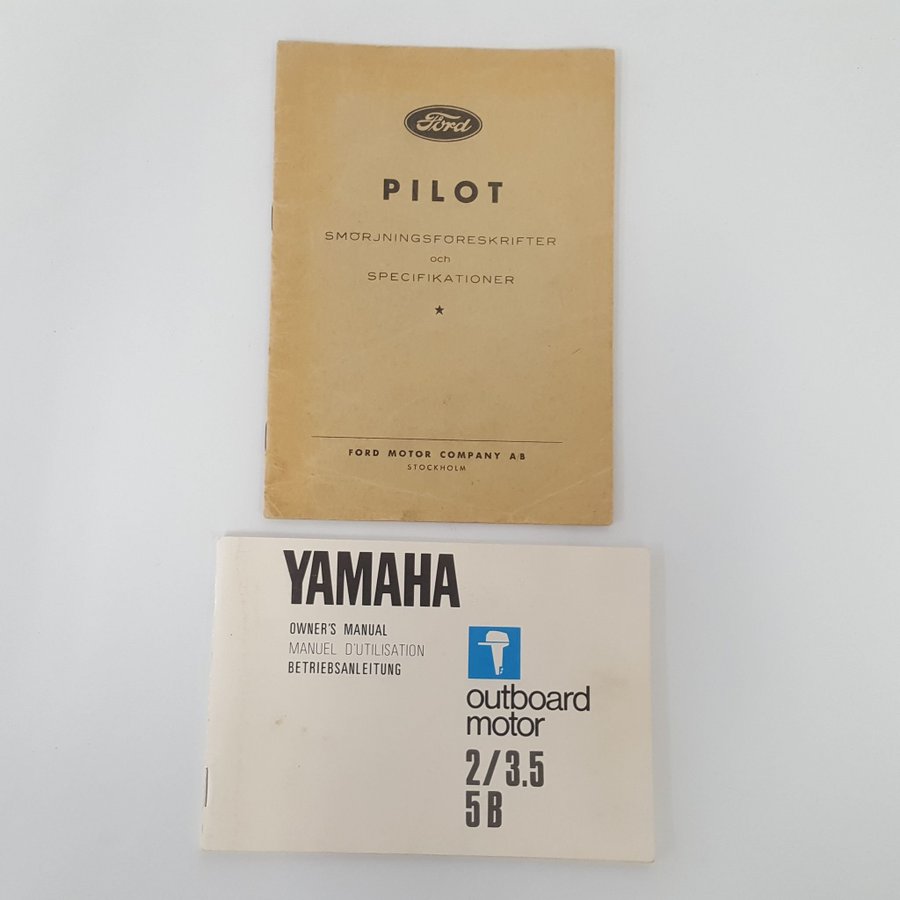 Ford
PILOT
SMÖRJNINGSFÖRESKRIFTER
och
SPECIFIKATIONER
FORD MOTOR COMPANY AB
STOCKHOLM
YAMAHA
OWNER'S MANUAL
MANUEL D'UTILISATION
BETRIEBSANLEITUNG
outboard
motor
2/3.5
5B